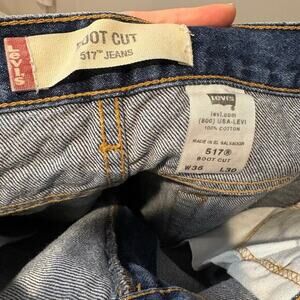 Levi's
BOOT CUT
517™ JEANS
Levi's
levi.com
(800) USA-LEVI
100% COTTON
MADE IN EL SALVADOR
517®
BOOT CUT
W36 L30